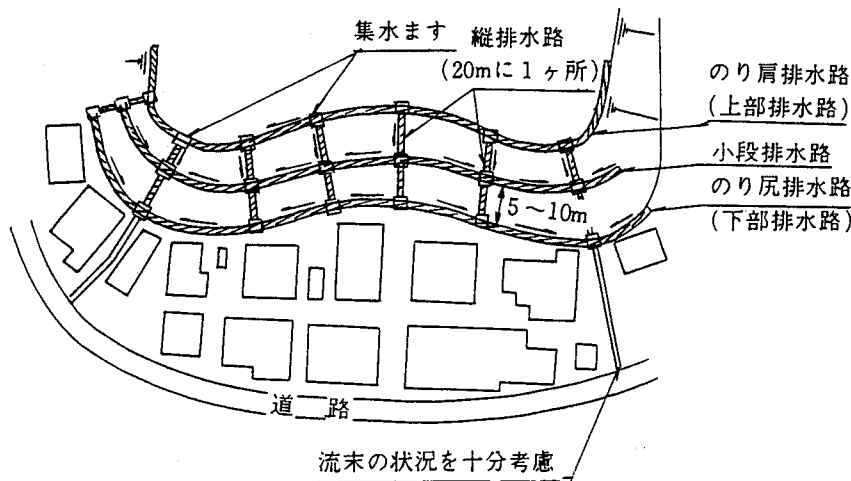 集水ます
縦排水路
(20mに1ヶ所)
のり肩排水路
(上部排水路)
小段排水路
のり尻排水路
(下部排水路)
5~10m
道路
流末の状況を十分考慮